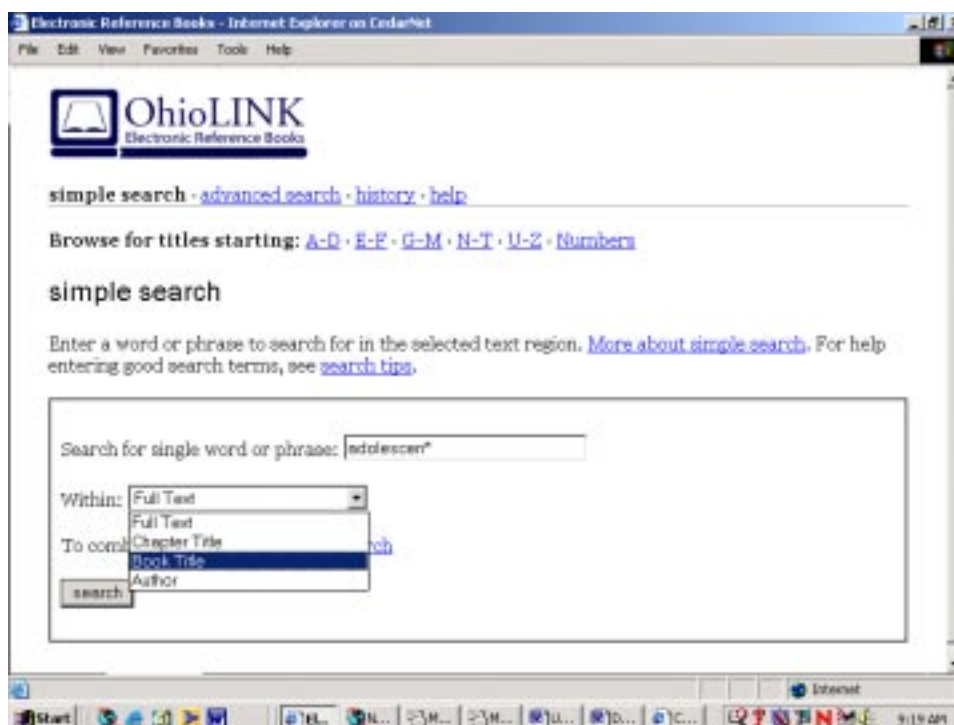 Electronic Reference Books - Internet Explorer on CedarNet
File Edit View Favorites Tools Help
OhioLINK
Electronic Reference Books
simple search · advanced search · history · help
Browse for titles starting: A-D · E-F · G-M · N-T · U-Z · Numbers
simple search
Enter a word or phrase to search for in the selected text region. More about simple search. For help
entering good search terms, see search tips.
Search for single word or phrase: adolescen*
Within: Full Text
Full Text
To comb Chapter Title rch
Book Title
Author
search
Internet
Start EL... N... M... M... U... D... C... 9:19 AM